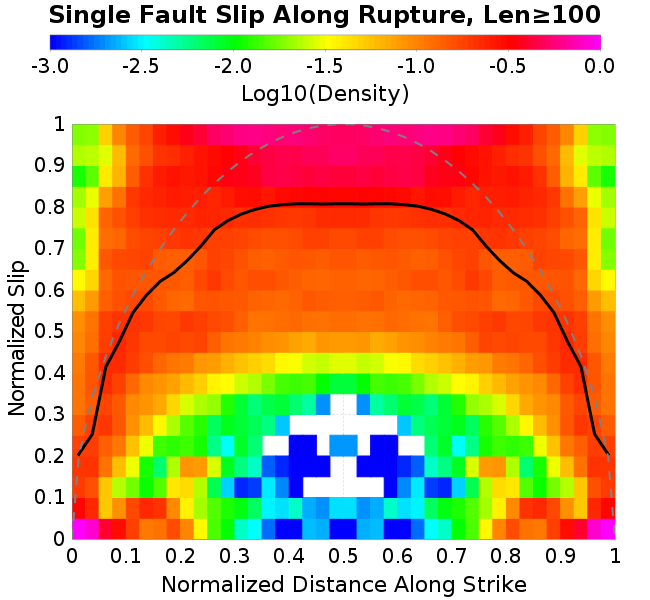 Single Fault Slip Along Rupture, Len≥100
-3.0 -2.5 -2.0 -1.5 -1.0 -0.5 0.0
Log10(Density)
1
0.9
0.8
0.7
0.6
0.5
0.4
0.3
0.2
0.1
0
Normalized Slip
0 0.1 0.2 0.3 0.4 0.5 0.6 0.7 0.8 0.9 1
Normalized Distance Along Strike